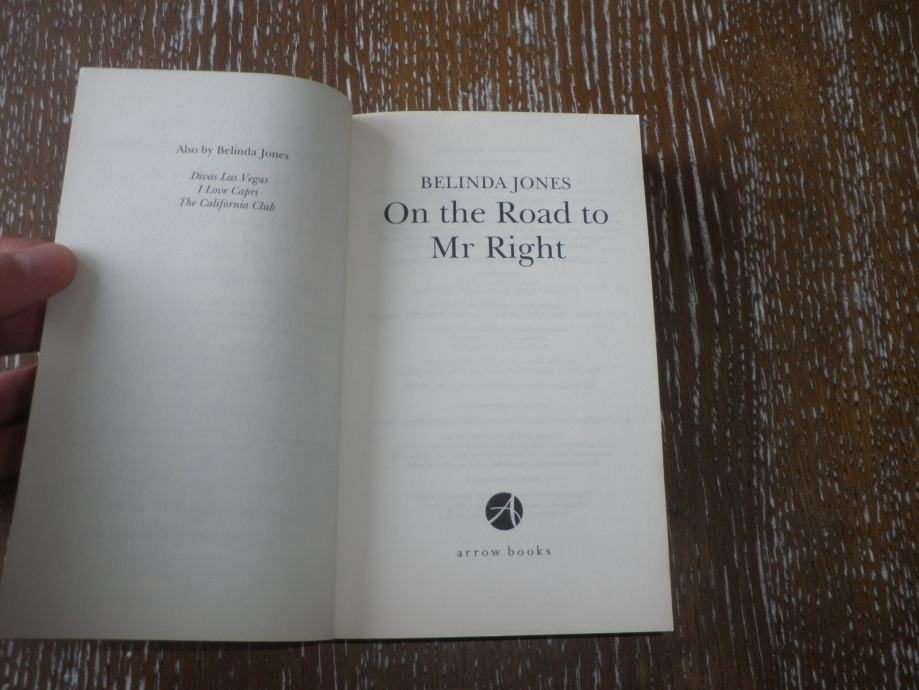 Also by Belinda Jones
Divas Las Vegas
I Love Capri
The California Club
BELINDA JONES
On the Road to
Mr Right
A
arrow books